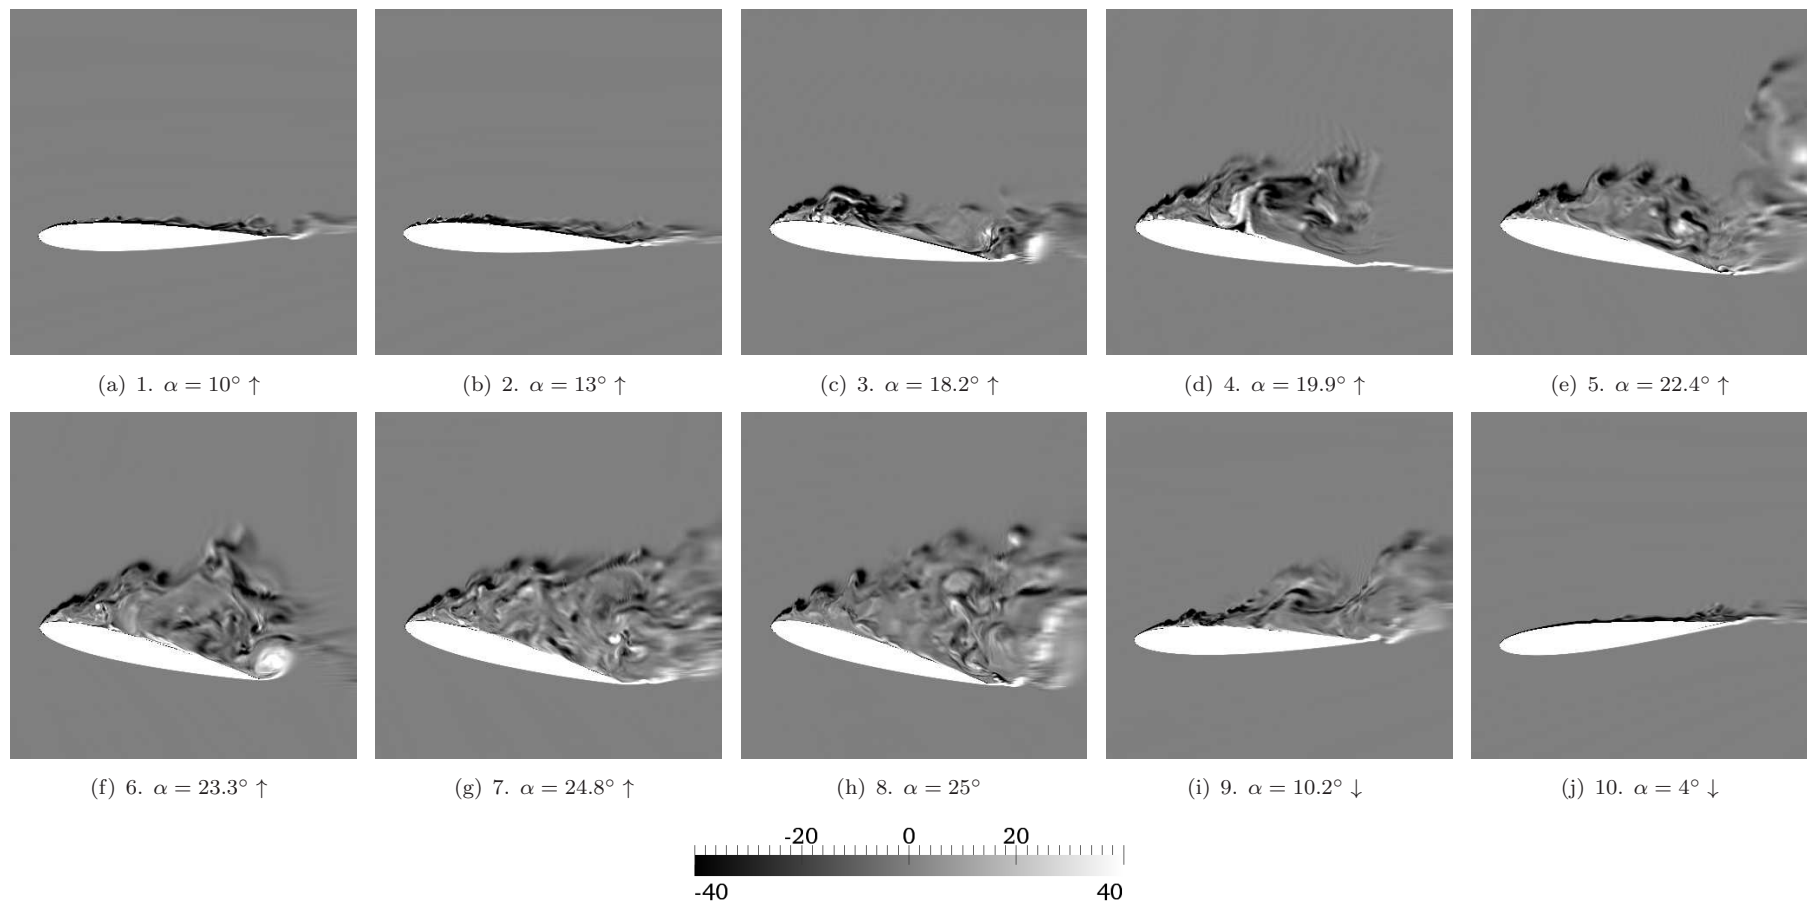 (a) 1. α = 10° ↑ (b) 2. α = 13° ↑ (c) 3. α = 18.2° ↑ (d) 4. α = 19.9° ↑ (e) 5. α = 22.4° ↑
(f) 6. α = 23.3° ↑ (g) 7. α = 24.8° ↑ (h) 8. α = 25° (i) 9. α = 10.2° ↓ (j) 10. α = 4° ↓
-20 0 20
-40 40